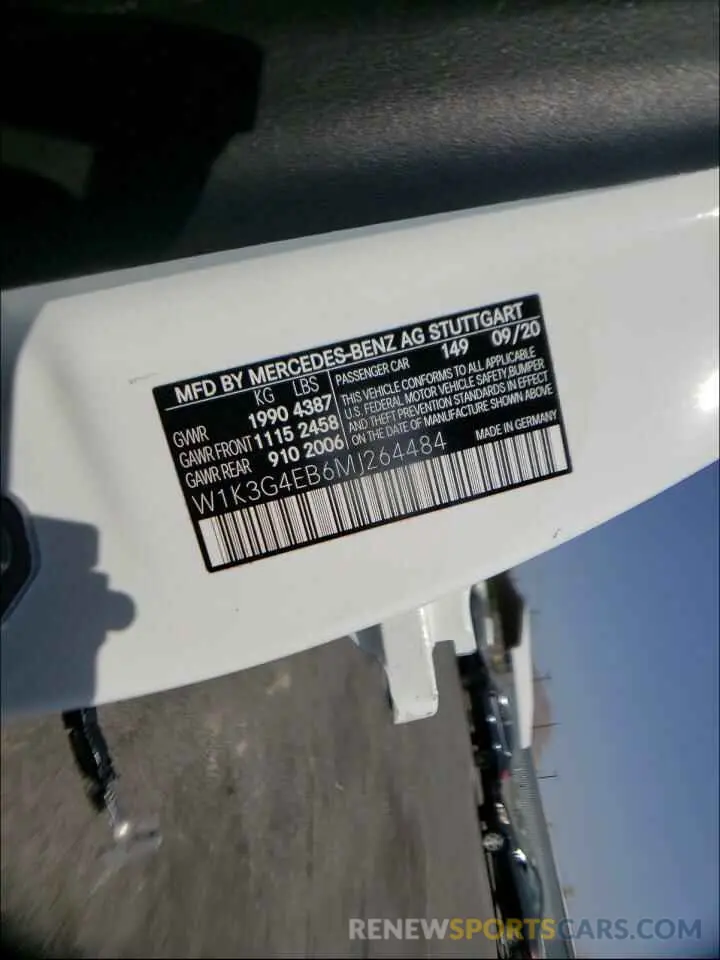 MFD BY MERCEDES-BENZ AG STUTTGART
KG LBS
GVWR 1990 4387
GAWR FRONT 1115 2458
GAWR REAR 910 2006
PASSENGER CAR 149 09/20
THIS VEHICLE CONFORMS TO ALL APPLICABLE
U.S. FEDERAL MOTOR VEHICLE SAFETY,BUMPER
AND THEFT PREVENTION STANDARDS IN EFFECT
ON THE DATE OF MANUFACTURE SHOWN ABOVE
W1K3G4EB6MJ264484
MADE IN GERMANY
RENEWSPORTSCARS.COM